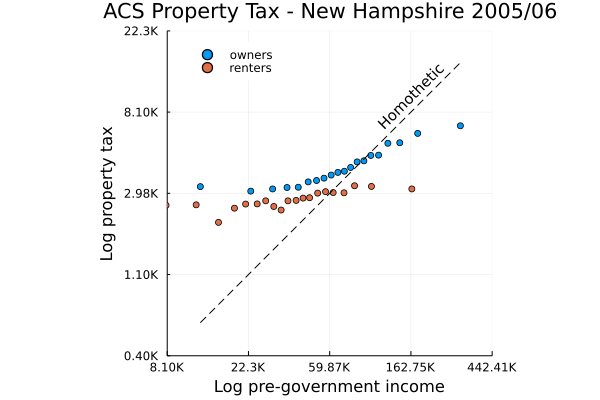 ACS Property Tax - New Hampshire 2005/06
22.3K
owners
renters
Homothetic
8.10K
Log property tax
2.98K
1.10K
0.40K
8.10K 22.3K 59.87K 162.75K 442.41K
Log pre-government income